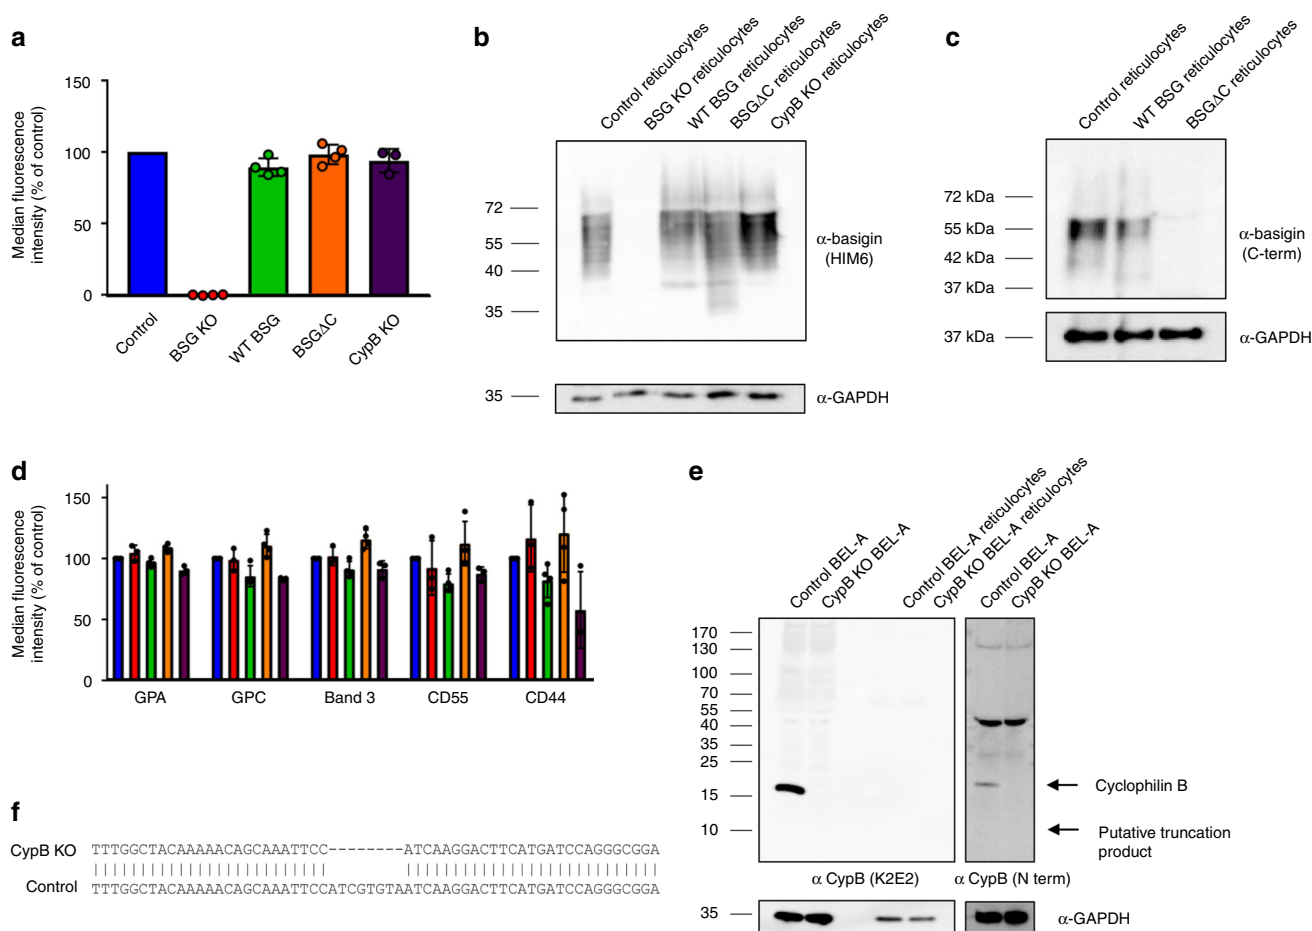 a
Median fluorescence
intensity (% of control)
150
100
50
0
Control
BSG KO
WT BSG
BSGΔC
CypB KO
b
Control reticulocytes
BSG KO reticulocytes
WT BSG reticulocytes
BSGΔC reticulocytes
CypB KO reticulocytes
72
55
40
35
α-basigin
(HIM6)
35
α-GAPDH
c
Control reticulocytes
WT BSG reticulocytes
BSGΔC reticulocytes
72 kDa
55 kDa
42 kDa
37 kDa
α-basigin
(C-term)
37 kDa
α-GAPDH
d
Median fluorescence
intensity (% of control)
150
100
50
0
GPA
GPC
Band 3
CD55
CD44
e
Control BEL-A
CypB KO BEL-A
Control BEL-A reticulocytes
CypB KO BEL-A reticulocytes
Control BEL-A
CypB KO BEL-A
170
130
100
70
55
40
35
25
15
10
Cyclophilin B
Putative truncation
product
α CypB (K2E2)
α CypB (N term)
35
α-GAPDH
f
CypB KO TTTGGCTACAAAAACAGCAAATTCC--------ATCAAGGACTTCATGATCCAGGGCGGA
Control TTTGGCTACAAAAACAGCAAATTCCATCGTGTAATCAAGGACTTCATGATCCAGGGCGGA